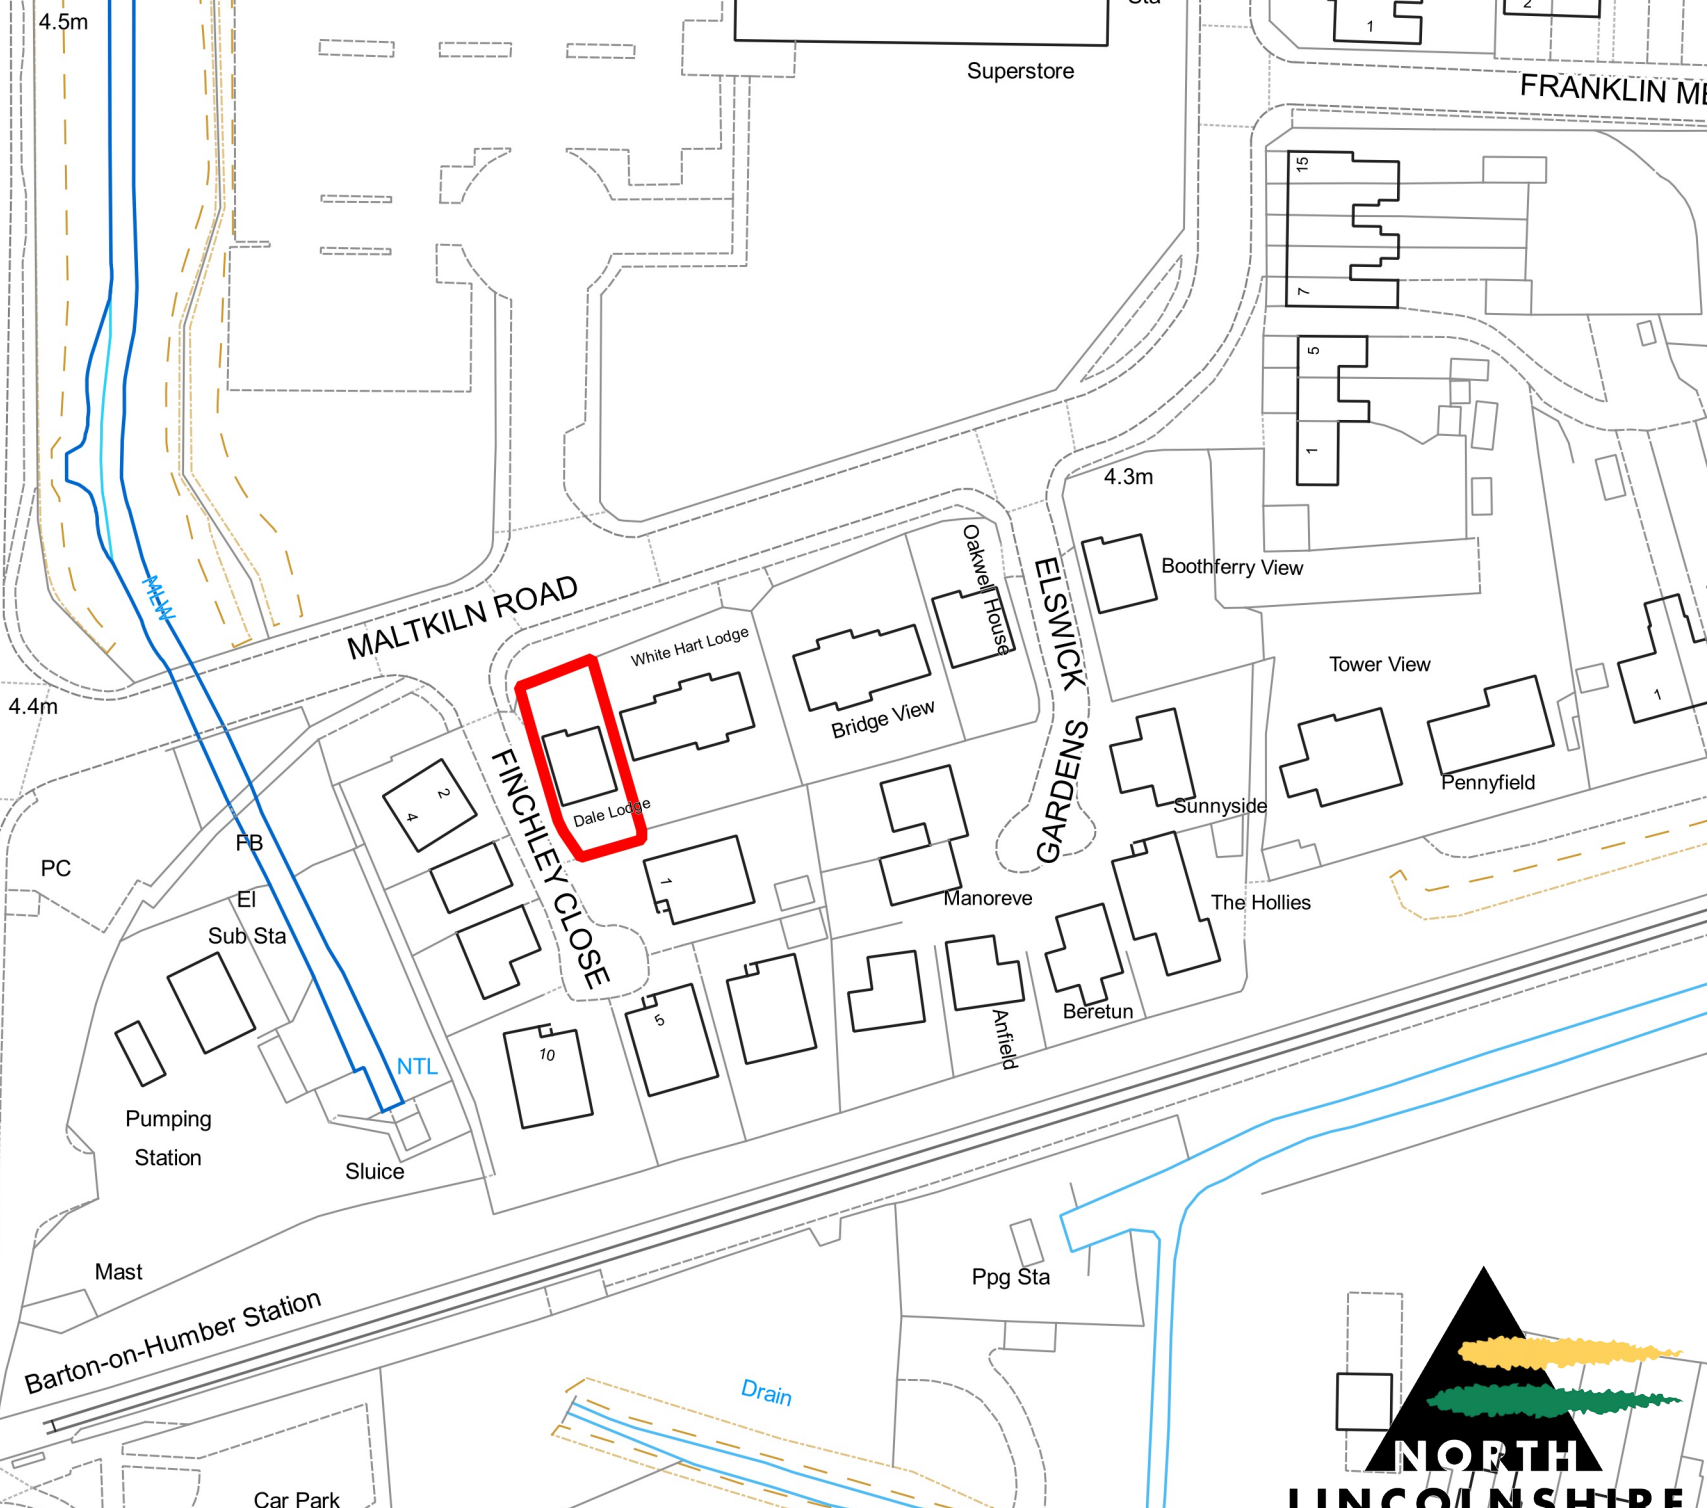 4.5m
Superstore
1
2
FRANKLIN ME
15
7
5
1
4.3m
MLW
MALTKILN ROAD
Oakwell House
ELSWICK
GARDENS
Boothferry View
White Hart Lodge
Tower View
4.4m
Bridge View
1
FINCHLEY CLOSE
Dale Lodge
2
4
Pennyfield
Sunnyside
FB
PC
El
Sub Sta
1
Manoreve
The Hollies
Beretun
Anfield
5
10
NTL
Pumping
Station
Sluice
Mast
Ppg Sta
Barton-on-Humber Station
Drain
Car Park
NORTH
LINCOLNSHIRE